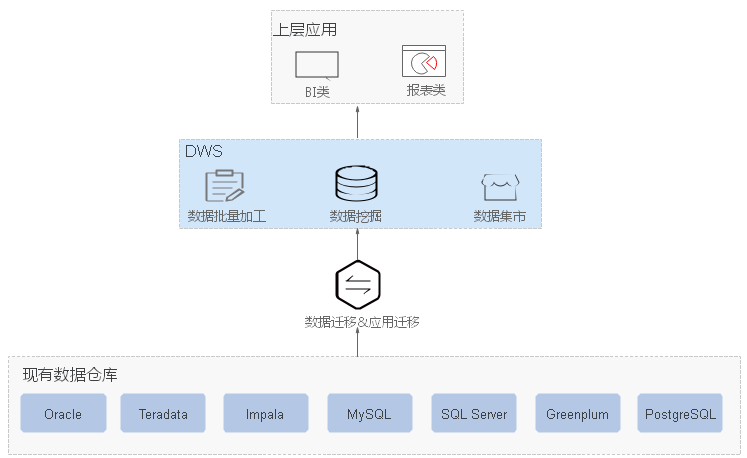 上层应用
BI类
报表类
DWS
数据批量加工
数据挖掘
数据集市
数据迁移&应用迁移
现有数据仓库
Oracle
Teradata
Impala
MySQL
SQL Server
Greenplum
PostgreSQL